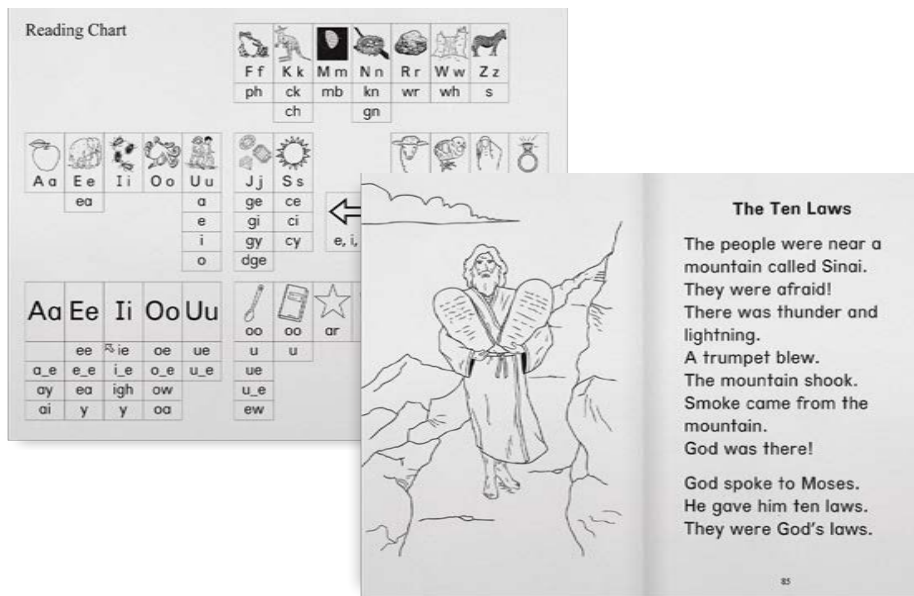 Reading Chart
Ff Kk Mm Nn Rr Ww Zz
ph ck mb kn wr wh s
ch gn
Aa Ee Ii Oo Uu Jj Ss
ea a ge ce
e gi ci
i gy cy e, i,
o dge
Aa Ee Ii Oo Uu oo oo ar
ee ie oe ue u u
a_e e_e i_e o_e u_e ue
ay ea igh ow u_e
ai y y oa ew
The Ten Laws
The people were near a
mountain called Sinai.
They were afraid!
There was thunder and
lightning.
A trumpet blew.
The mountain shook.
Smoke came from the
mountain.
God was there!
God spoke to Moses.
He gave him ten laws.
They were God's laws.
85